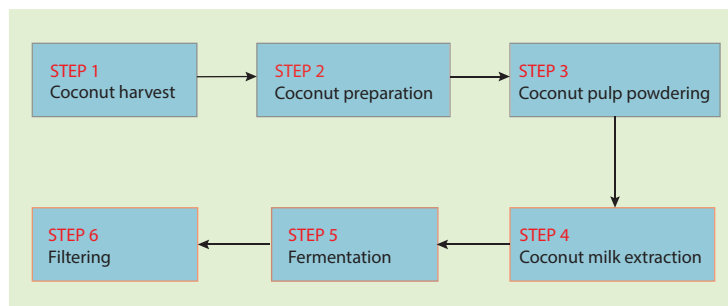 STEP 1
Coconut harvest
STEP 2
Coconut preparation
STEP 3
Coconut pulp powdering
STEP 4
Coconut milk extraction
STEP 5
Fermentation
STEP 6
Filtering